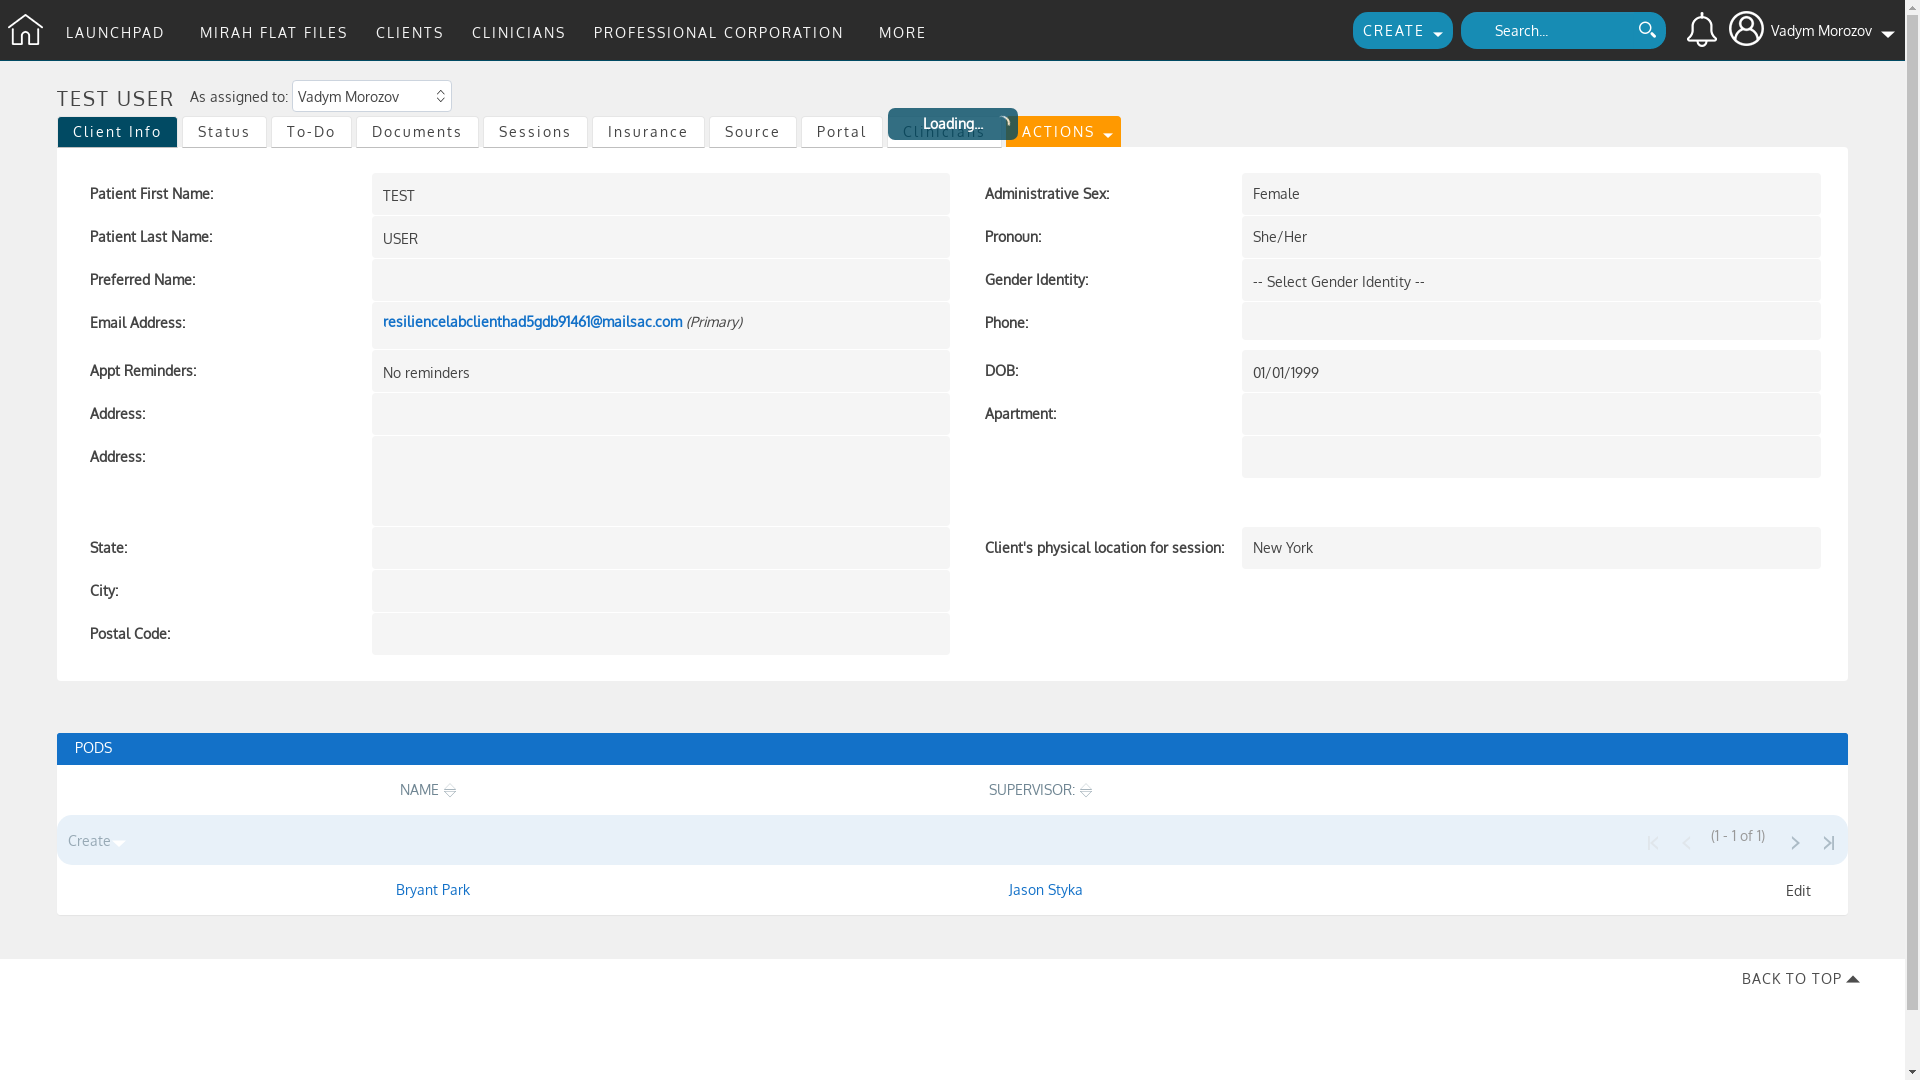 LAUNCHPAD MIRAH FLAT FILES CLIENTS CLINICIANS PROFESSIONAL CORPORATION MORE CREATE Search... Vadym Morozov
TEST USER As assigned to: Vadym Morozov
Loading...
Client Info Status To-Do Documents Sessions Insurance Source Portal Clinicians ACTIONS
Patient First Name: TEST Administrative Sex: Female
Patient Last Name: USER Pronoun: She/Her
Preferred Name: Gender Identity: -- Select Gender Identity --
Email Address: resiliencelabclienthad5gdb91461@mailsac.com (Primary) Phone:
Appt Reminders: No reminders DOB: 01/01/1999
Address: Apartment:
Address:
State: Client's physical location for session: New York
City:
Postal Code:
PODS
NAME SUPERVISOR:
Create (1 - 1 of 1)
Bryant Park Jason Styka Edit
BACK TO TOP